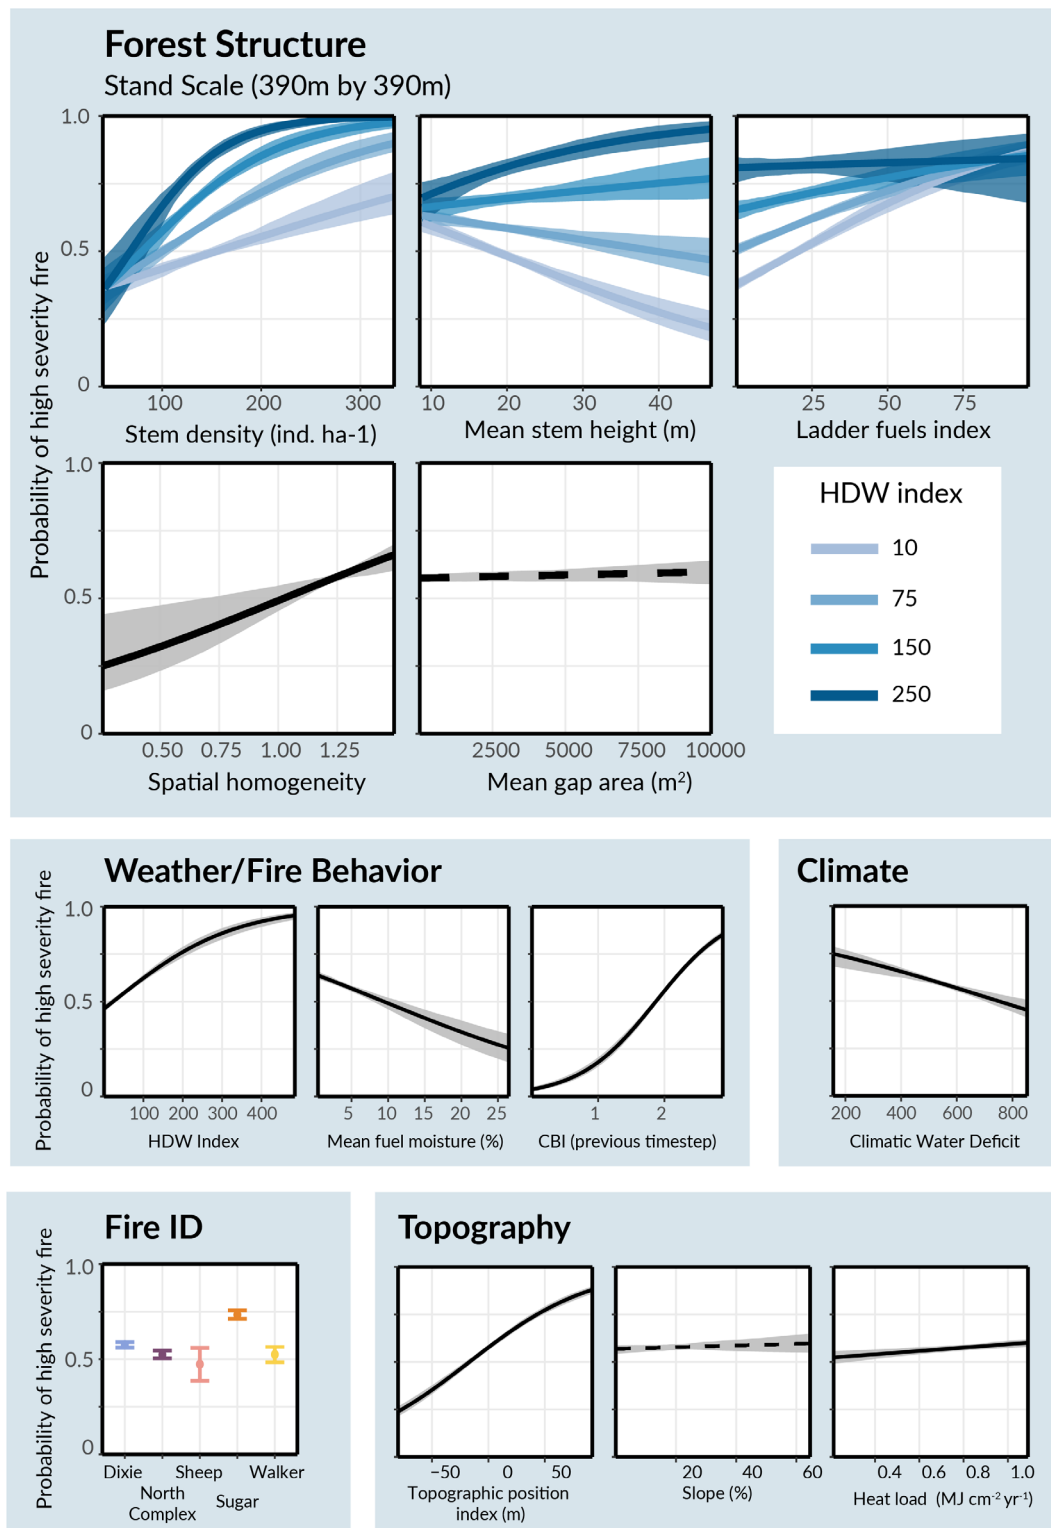 Forest Structure
Stand Scale (390m by 390m)
Probability of high severity fire
1.0
0.5
0
100 200 300
Stem density (ind. ha-1)
10 20 30 40
Mean stem height (m)
25 50 75
Ladder fuels index
1.0
0.5
0
0.50 0.75 1.00 1.25
Spatial homogeneity
2500 5000 7500 10000
Mean gap area (m²)
HDW index
10
75
150
250
Weather/Fire Behavior
Probability of high severity fire
1.0
0.5
0
100 200 300 400
HDW Index
5 10 15 20 25
Mean fuel moisture (%)
1 2
CBI (previous timestep)
Climate
200 400 600 800
Climatic Water Deficit
Fire ID
Probability of high severity fire
1.0
0.5
0
Dixie
North
Complex
Sheep
Sugar
Walker
Topography
−50 0 50
Topographic position
index (m)
20 40 60
Slope (%)
0.4 0.6 0.8 1.0
Heat load (MJ cm⁻² yr⁻¹)